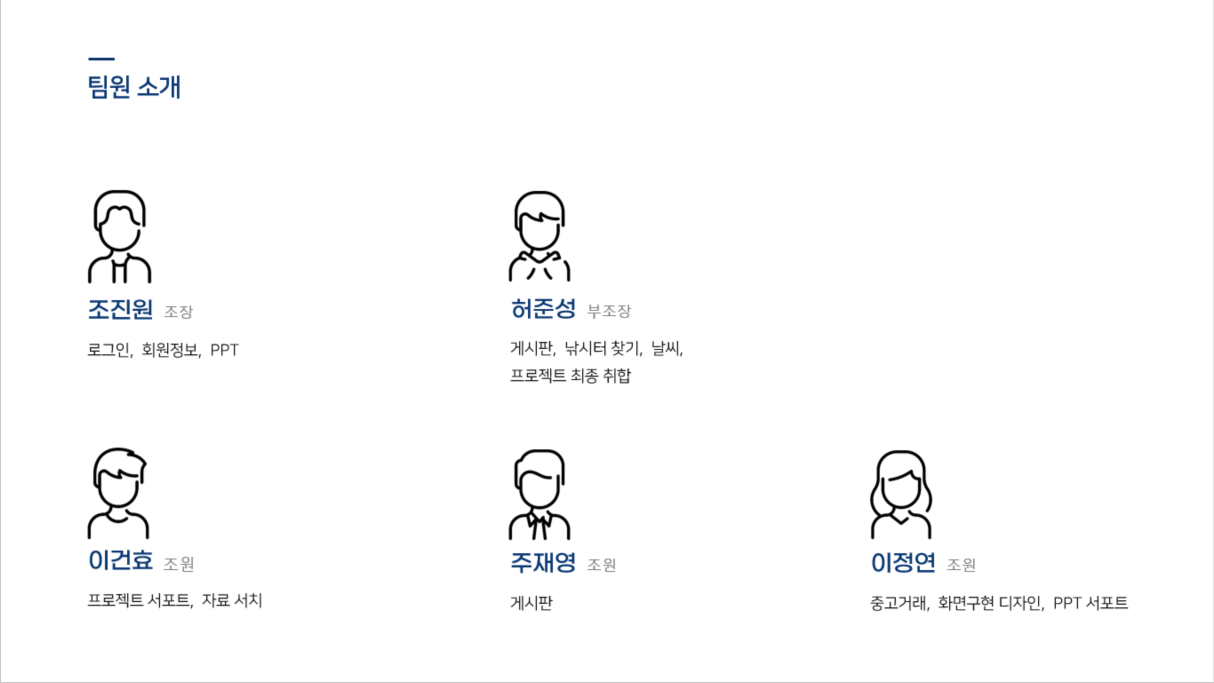 팀원 소개
조진원 조장
로그인, 회원정보, PPT
허준성 부조장
게시판, 낚시터 찾기, 날씨,
프로젝트 최종 취합
이건효 조원
프로젝트 서포트, 자료 서치
주재영 조원
게시판
이정연 조원
중고거래, 화면구현 디자인, PPT 서포트